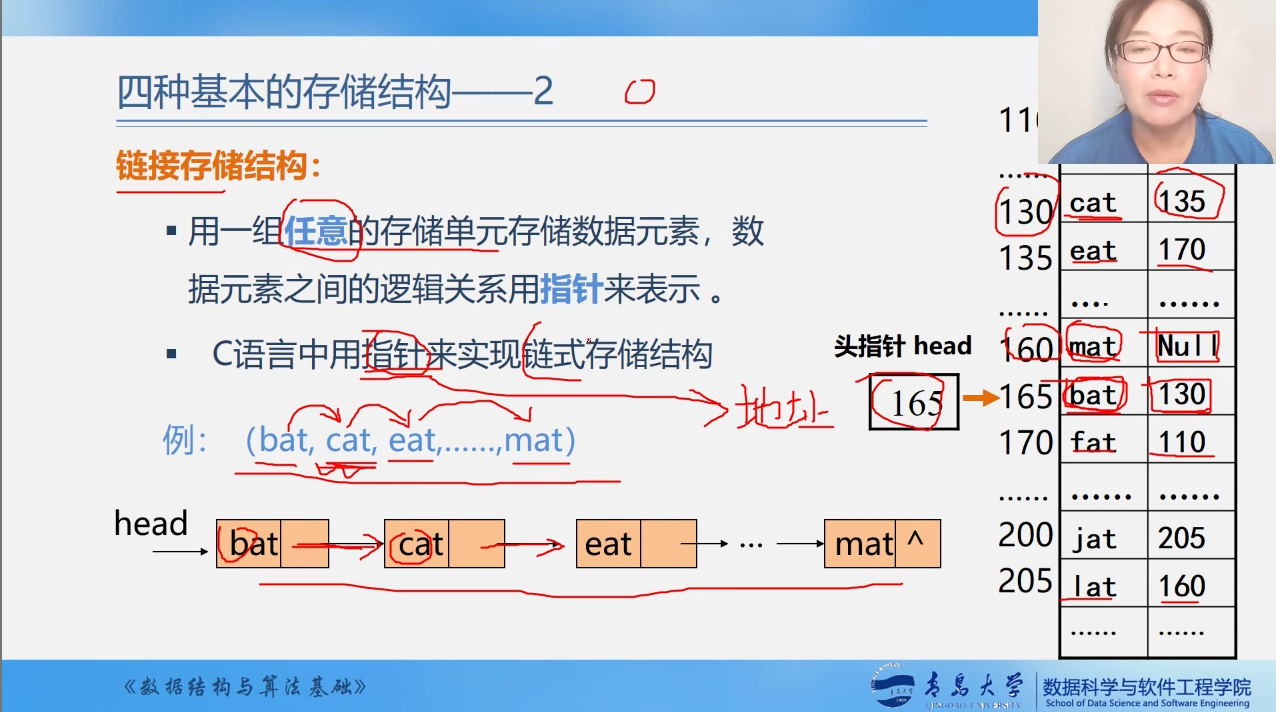 四种基本的存储结构——2
链接存储结构：
▪ 用一组任意的存储单元存储数据元素，数
据元素之间的逻辑关系用指针来表示 。
▪ C语言中用指针来实现链式存储结构
地址
例： （bat, cat, eat,……,mat）
head
bat cat eat … mat ^
头指针 head
165
……
130 cat 135
135 eat 170
…… …. ……
160 mat Null
165 bat 130
170 fat 110
…… …… ……
200 jat 205
205 lat 160
…… ……
《数据结构与算法基础》
青岛大学
QINGDAO UNIVERSITY
数据科学与软件工程学院
School of Data Science and Software Engineering